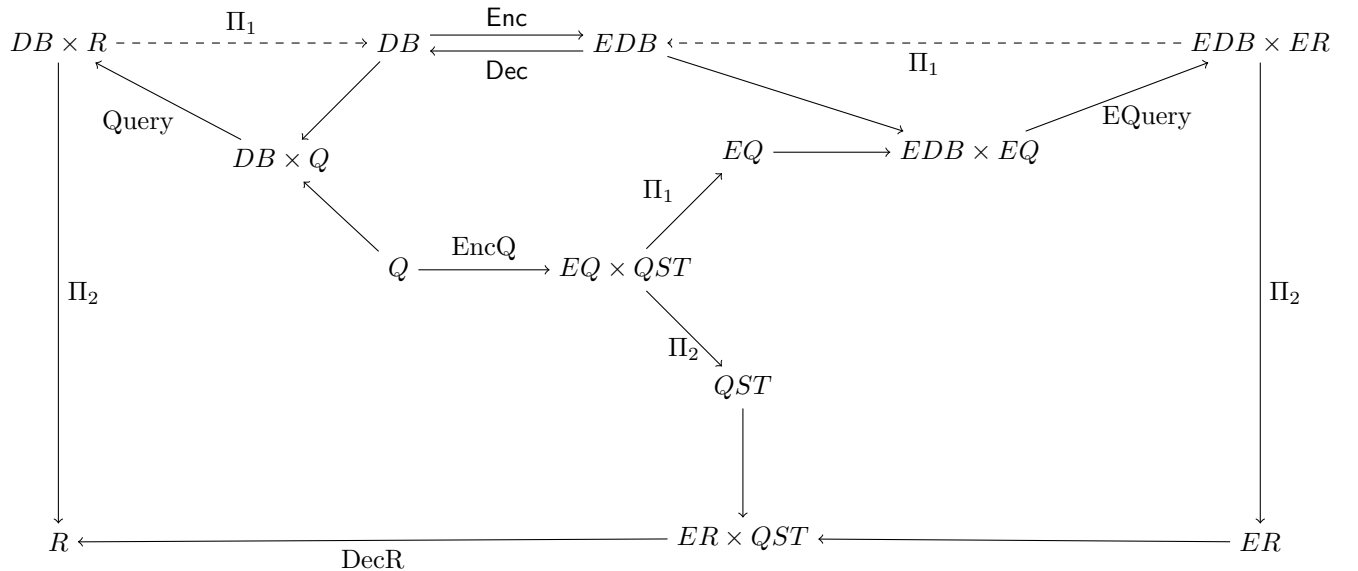 Π₁ Enc
DB × R DB EDB EDB × ER
Dec Π₁
Query EQuery
DB × Q EQ EDB × EQ
Π₁
EncQ
Q EQ × QST
Π₂ Π₂
Π₂
QST
R ER × QST ER
DecR